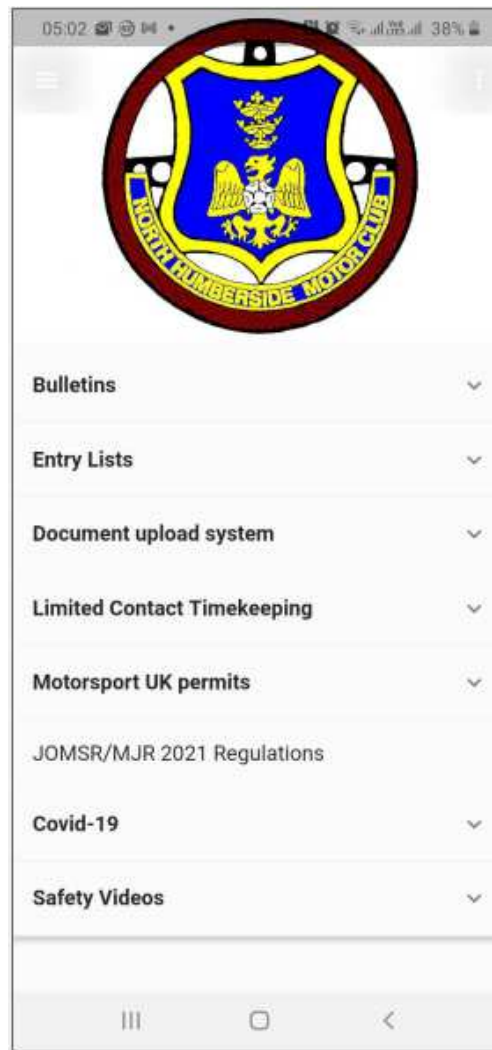 05:02
38%
NORTH HUMBERSIDE MOTOR CLUB
Bulletins
Entry Lists
Document upload system
Limited Contact Timekeeping
Motorsport UK permits
JOMSR/MJR 2021 Regulations
Covid-19
Safety Videos